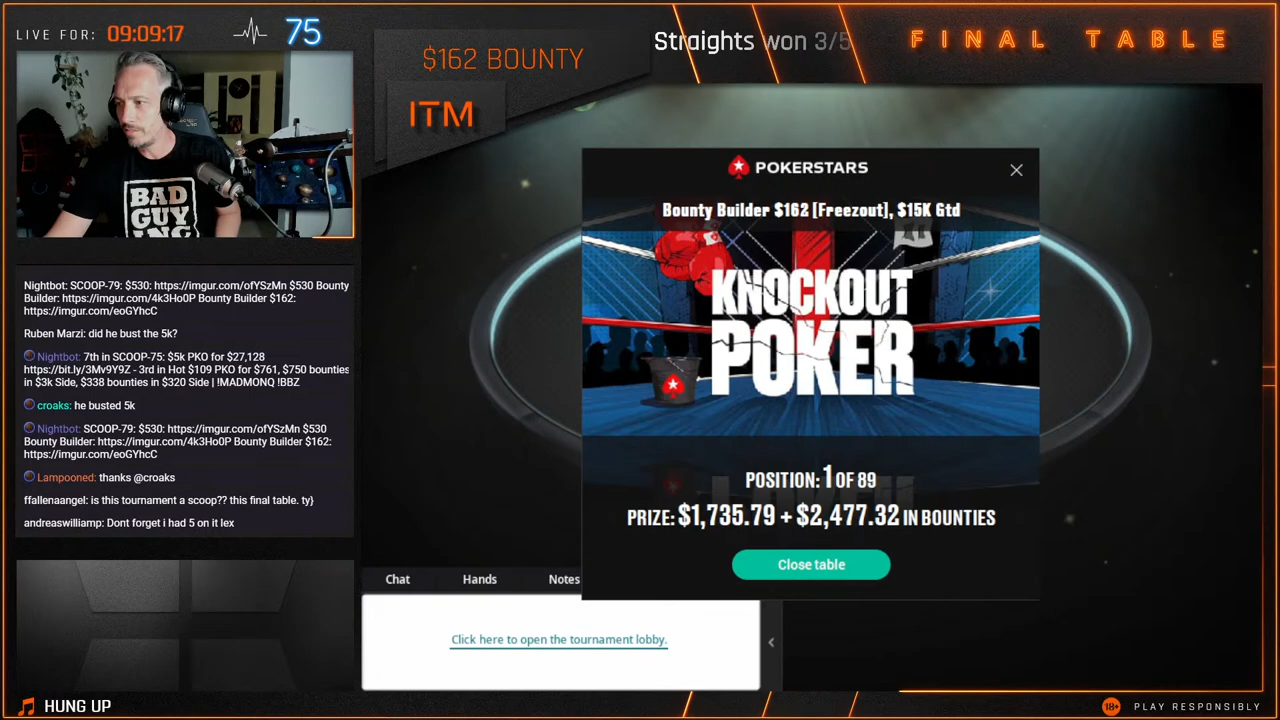 LIVE FOR: 09:09:17 75
$162 BOUNTY
ITM
Straights won 3/5
FINAL TABLE
BAD
GUY
INC
Nightbot: SCOOP-79: $530: https://imgur.com/ofYSzMn $530 Bounty
Builder: https://imgur.com/4k3Ho0P Bounty Builder $162:
https://imgur.com/eoGYhcC
Ruben Marzi: did he bust the 5k?
Nightbot: 7th in SCOOP-75: $5k PKO for $27,128
https://bit.ly/3Mv9Y9Z - 3rd in Hot $109 PKO for $761, $750 bounties
in $3k Side, $338 bounties in $320 Side | !MADMONQ !BBZ
croaks: he busted 5k
Nightbot: SCOOP-79: $530: https://imgur.com/ofYSzMn $530
Bounty Builder: https://imgur.com/4k3Ho0P Bounty Builder $162:
https://imgur.com/eoGYhcC
Lampooned: thanks @croaks
ffallenaangel: is this tournament a scoop?? this final table. ty}
andreaswilliamp: Dont forget i had 5 on it lex
POKERSTARS
Bounty Builder $162 [Freezout], $15K Gtd
KNOCKOUT
POKER
POSITION: 1 OF 89
PRIZE: $1,735.79 + $2,477.32 IN BOUNTIES
Close table
Chat Hands Notes
Click here to open the tournament lobby.
HUNG UP
18+ PLAY RESPONSIBLY